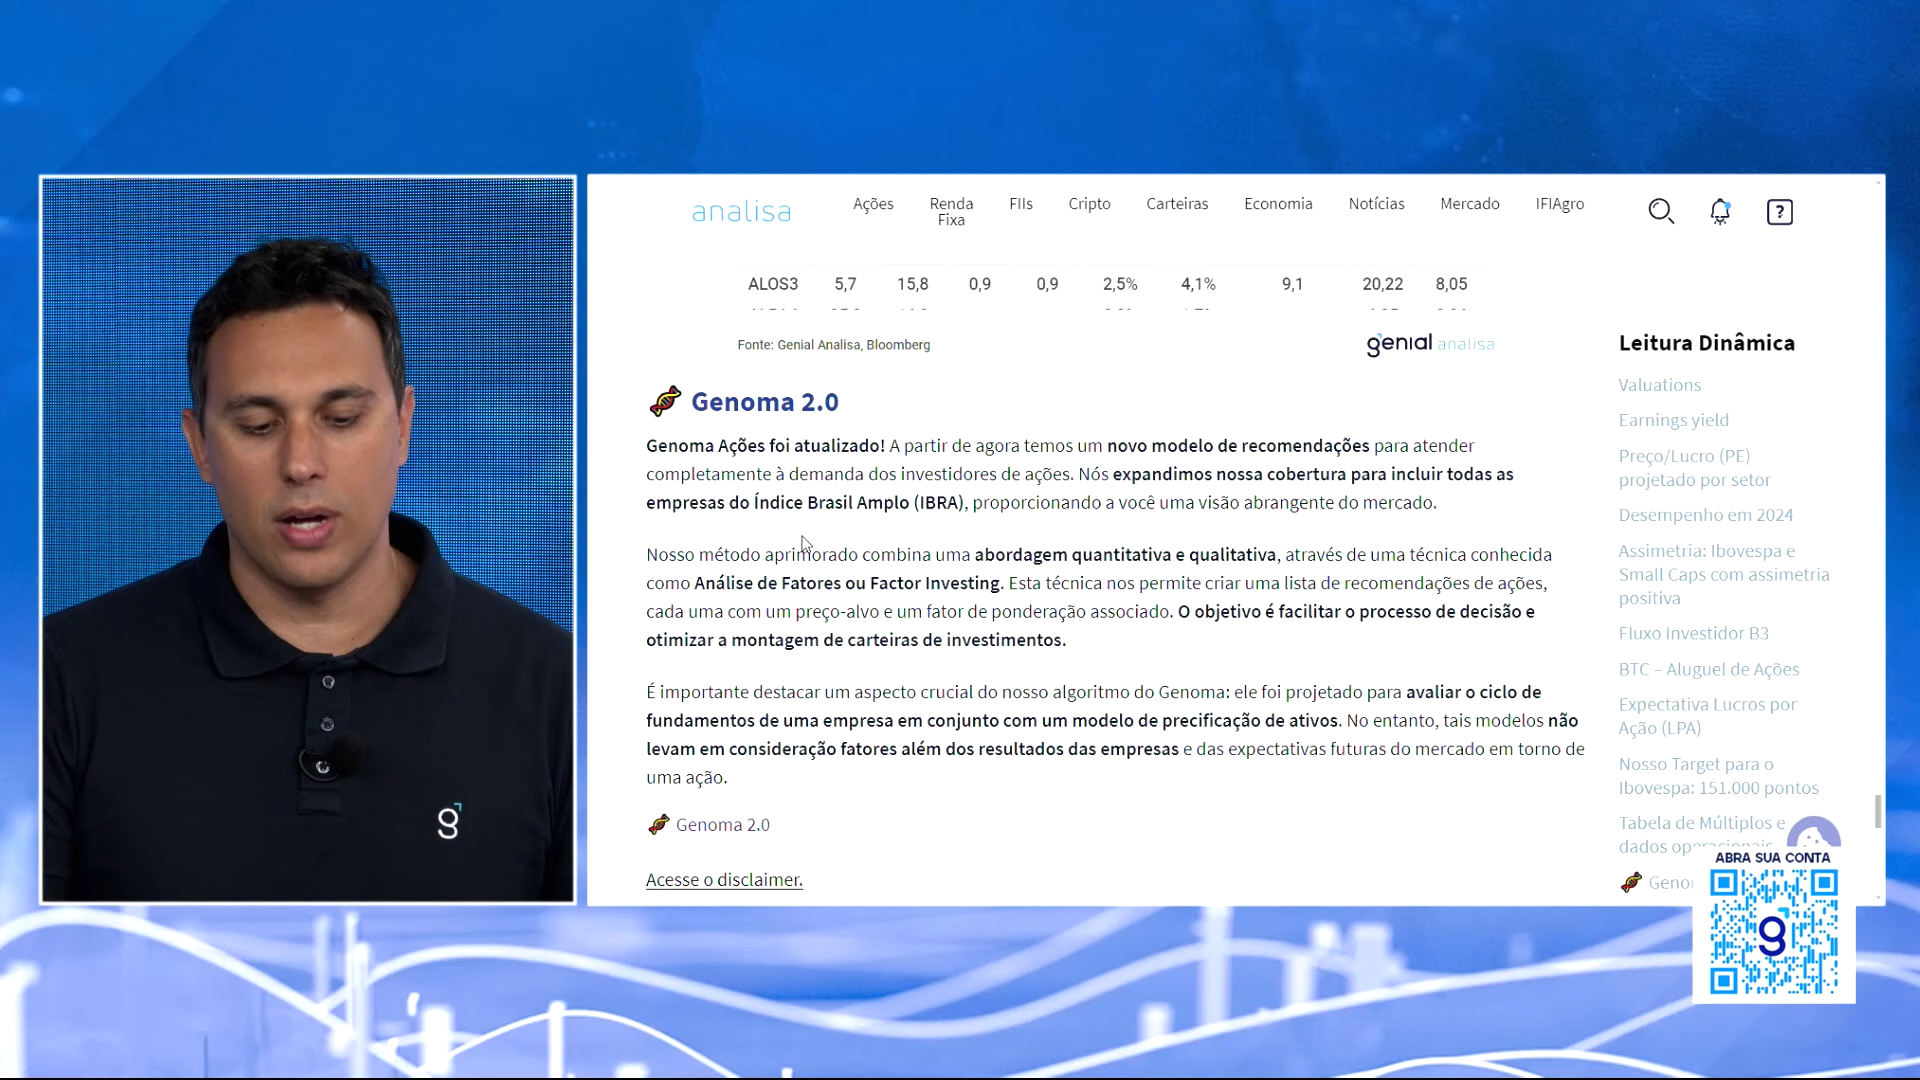 analisa
Ações
Renda
Fixa
FIIs
Cripto
Carteiras
Economia
Notícias
Mercado
IFIAgro
?
ALOS3 5,7 15,8 0,9 0,9 2,5% 4,1% 9,1 20,22 8,05
Fonte: Genial Analisa, Bloomberg
genial analisa
Genoma 2.0
Genoma Ações foi atualizado! A partir de agora temos um novo modelo de recomendações para atender
completamente à demanda dos investidores de ações. Nós expandimos nossa cobertura para incluir todas as
empresas do Índice Brasil Amplo (IBRA), proporcionando a você uma visão abrangente do mercado.
Nosso método aprimorado combina uma abordagem quantitativa e qualitativa, através de uma técnica conhecida
como Análise de Fatores ou Factor Investing. Esta técnica nos permite criar uma lista de recomendações de ações,
cada uma com um preço-alvo e um fator de ponderação associado. O objetivo é facilitar o processo de decisão e
otimizar a montagem de carteiras de investimentos.
É importante destacar um aspecto crucial do nosso algoritmo do Genoma: ele foi projetado para avaliar o ciclo de
fundamentos de uma empresa em conjunto com um modelo de precificação de ativos. No entanto, tais modelos não
levam em consideração fatores além dos resultados das empresas e das expectativas futuras do mercado em torno de
uma ação.
Genoma 2.0
Acesse o disclaimer.
Leitura Dinâmica
Valuations
Earnings yield
Preço/Lucro (PE)
projetado por setor
Desempenho em 2024
Assimetria: Ibovespa e
Small Caps com assimetria
positiva
Fluxo Investidor B3
BTC – Aluguel de Ações
Expectativa Lucros por
Ação (LPA)
Nosso Target para o
Ibovespa: 151.000 pontos
Tabela de Múltiplos e
dados operacionais
Geno
ABRA SUA CONTA
g
g